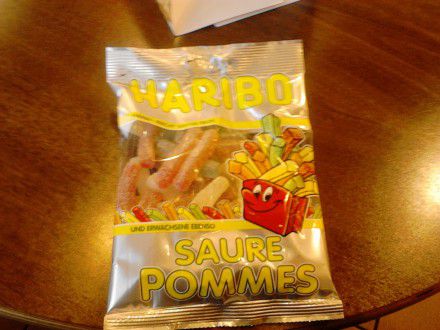 HARIBO
UND ERWACHSENE EBENSO
SAURE
POMMES